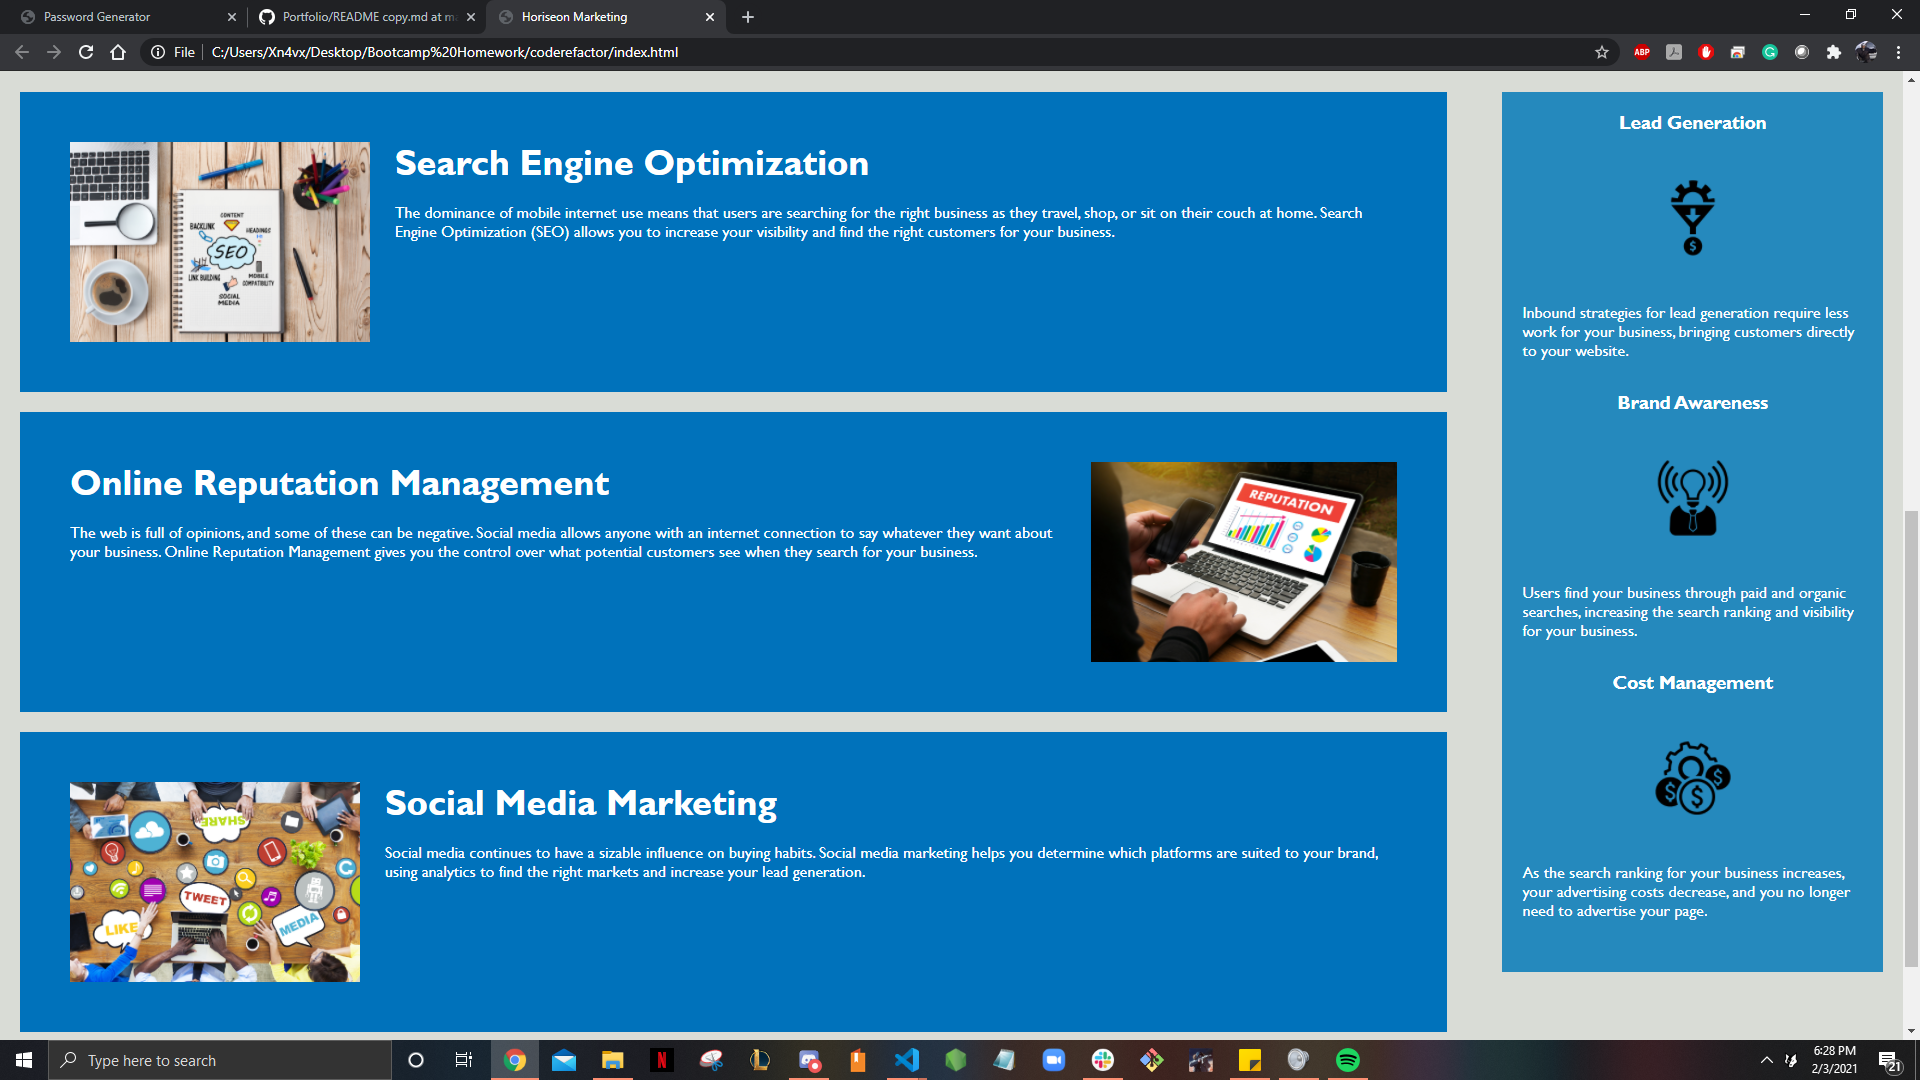 Password Generator
Portfolio/README copy.md at ma
Horiseon Marketing
File
C:/Users/Xn4vx/Desktop/Bootcamp%20Homework/coderefactor/index.html
ABP
Search Engine Optimization
The dominance of mobile internet use means that users are searching for the right business as they travel, shop, or sit on their couch at home. Search
Engine Optimization (SEO) allows you to increase your visibility and find the right customers for your business.
CONTENT
BACKLINK
HEADINGS
SEO
LINK BUILDING
MOBILE
COMPATIBILITY
SOCIAL
MEDIA
Online Reputation Management
The web is full of opinions, and some of these can be negative. Social media allows anyone with an internet connection to say whatever they want about
your business. Online Reputation Management gives you the control over what potential customers see when they search for your business.
REPUTATION
Social Media Marketing
Social media continues to have a sizable influence on buying habits. Social media marketing helps you determine which platforms are suited to your brand,
using analytics to find the right markets and increase your lead generation.
SHARE
TWEET
LIKE
MEDIA
Lead Generation
Inbound strategies for lead generation require less
work for your business, bringing customers directly
to your website.
Brand Awareness
Users find your business through paid and organic
searches, increasing the search ranking and visibility
for your business.
Cost Management
As the search ranking for your business increases,
your advertising costs decrease, and you no longer
need to advertise your page.
Type here to search
6:28 PM
2/3/2021
21